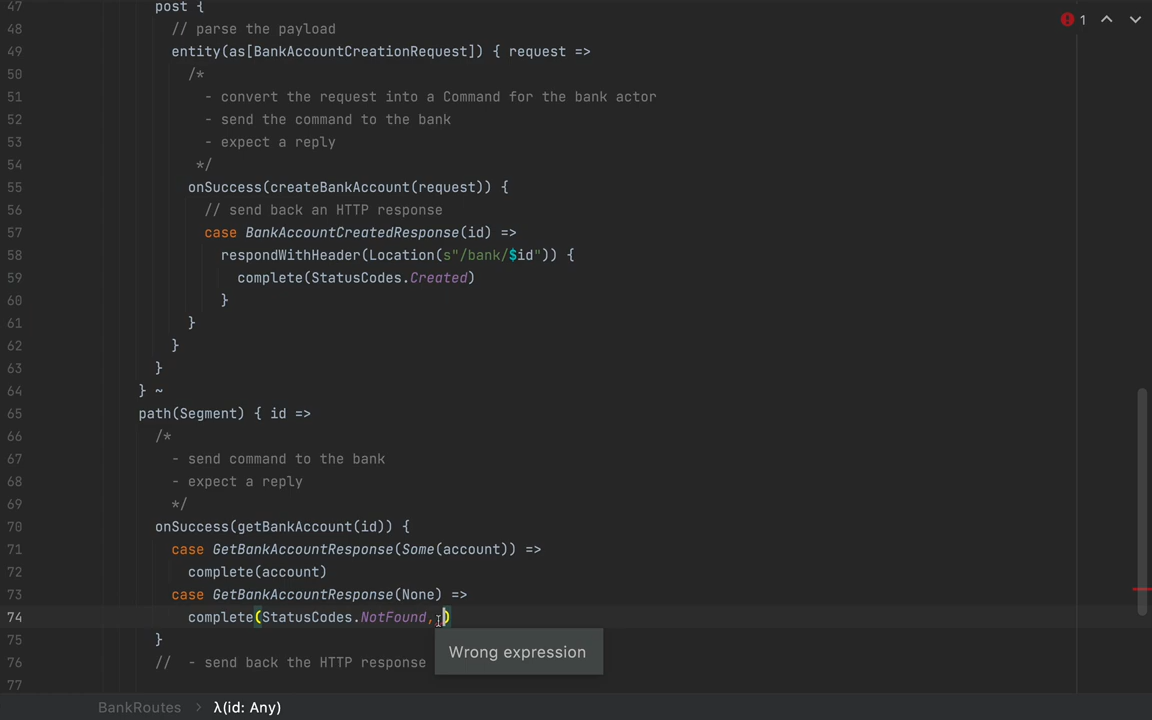 47 post {
1
48 // parse the payload
49 entity(as[BankAccountCreationRequest]) { request =>
50 /*
51 - convert the request into a Command for the bank actor
52 - send the command to the bank
53 - expect a reply
54 */
55 onSuccess(createBankAccount(request)) {
56 // send back an HTTP response
57 case BankAccountCreatedResponse(id) =>
58 respondWithHeader(Location(s"/bank/$id")) {
59 complete(StatusCodes.Created)
60 }
61 }
62 }
63 }
64 } ~
65 path(Segment) { id =>
66 /*
67 - send command to the bank
68 - expect a reply
69 */
70 onSuccess(getBankAccount(id)) {
71 case GetBankAccountResponse(Some(account)) =>
72 complete(account)
73 case GetBankAccountResponse(None) =>
74 complete(StatusCodes.NotFound, )
75 }
Wrong expression
76 // - send back the HTTP response
77
BankRoutes > λ(id: Any)